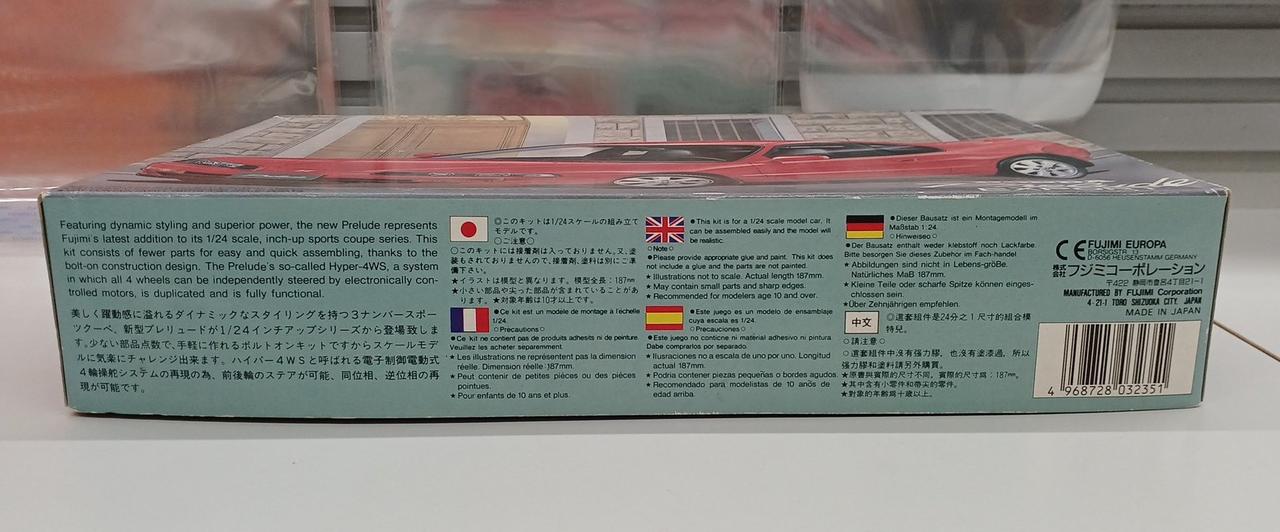 Featuring dynamic styling and superior power, the new Prelude represents
Fujimi's latest addition to its 1/24 scale, inch-up sports coupe series. This
kit consists of fewer parts for easy and quick assembling, thanks to the
bolt-on construction design. The Prelude's so-called Hyper-4WS, a system
in which all 4 wheels can be independently steered by electronically con-
trolled motors, is duplicated and is fully functional.
美しく躍動感に溢れるダイナミックなスタイリングを持つ3ナンバースポー
ツクーペ、新型プレリュードが1/24インチアップシリーズから登場致しま
す。少ない部品点数で、手軽に作れるボルトオンキットですからスケールモデ
ルに気楽にチャレンジ出来ます。ハイパー4WSと呼ばれる電子制御電動式
4輪操舵システムの再現の為、前後輪のステアが可能、同位相、逆位相の再
現が可能です。
◎このキットは1/24スケールの組み立て
モデルです。
○ご注意○
○このキットには接着剤は入っておりません。又、塗
装もされておりませんので、接着剤、塗料は別にご準
備下さい。
★イラストは模型と異なります。模型全長：187mm
★小さい部品や尖った部品が含まれていることがあ
ります。★対象年齢は10才以上です。
●Ce kit est un modele de montage à l'echelle
1/24.
○Précautions○
●Ce kit ne contient pas de produits adhesifs ni de peinture.
Veuillez les acheter separemment.
★Les illustrations ne représentent pas la dimension
réelle. Dimension réelle :187mm.
★Peut contenir de petites pièces ou des pièces
pointues.
★Pour enfants de 10 ans et plus.
●This kit is for a 1/24 scale model car. It
can be assembled easily and the model will
be realistic.
○Note○
●Please provide appropriate glue and paint. This kit does
not include a glue and the parts are not painted.
★Illustrations not to scale. Actual length 187mm.
★May contain small parts and sharp edges.
★Recommended for modelers age 10 and over.
●Este juego es un modelo de ensamblaje
cuya escala es 1/24.
○Precauciones○
●Este juego no contiene ni material adhesivo ni pintura.
Debe comprarlos por separado.
★Ilusraciones no a escala de uno por uno. Longitud
actual 187mm.
★Podria contener piezas pequeñas o bordes agudos.
★Recomendado para modelistas de 10 años de
edad arriba.
●Dieser Bausatz ist ein Montagemodell im
Maßstab 1:24.
○Hinweiseo○
●Der Bausatz enthalt weder klebstoff noch Lackfarbe.
Bitte besorgen Sie dieses Zubehor im Fach-handel
★Abbildungen sind nicht in Lebens-größe.
Natürliches Maß 187mm.
★Kleine Teile oder scharfe Spitze können einges-
chlossen sein.
★Über Zehnjährigen empfehlen.
中文
◎這套組件是24分之1尺寸的組合模
特兒。
○請注意○
○這套組件中沒有強力膠，也沒有塗漆過，所以
強力膠和塗料請另外購買。
★原書與實際的尺寸不同，實際的尺寸爲：187mm。
★其中含有小零件和帶尖的零件。
★對象的年齡爲十歲以上。
CE FUJIMI EUROPA
BORSIGSTR. 11
D-6056 HEUSENSTAMM GERMANY
株式会社 フジミコーポレーション
〒422 静岡市登呂4丁目21-1
MANUFACTURED BY FUJIMI Corporation
4-21-1 TORO SHIZUOKA CITY, JAPAN
MADE IN JAPAN
4 968728 032351